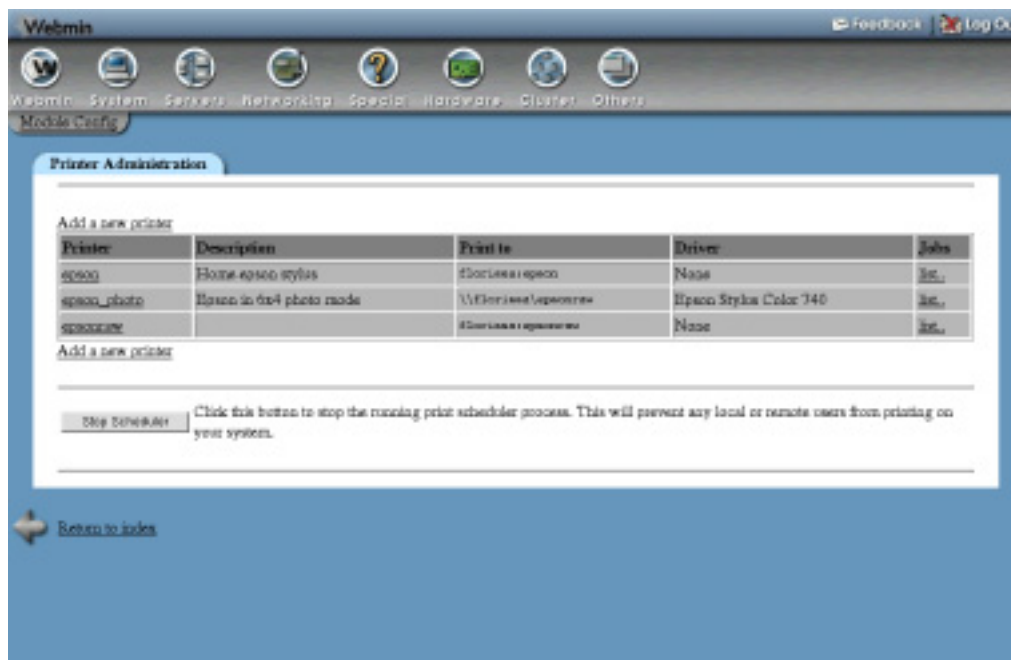 Webmin
Feedback
Log Ou
Webmin System Servers Networking Special Hardware Cluster Others
Module Config
Printer Administration
Add a new printer
Printer Description Print to Driver Jobs
epson Home epson stylus None list..
epson_photo Epson in 6x4 photo mode Epson Stylus Color 740 list..
epsonraw None list..
Add a new printer
Stop Scheduler
Click this button to stop the running print scheduler process. This will prevent any local or remote users from printing on
your system.
Return to index